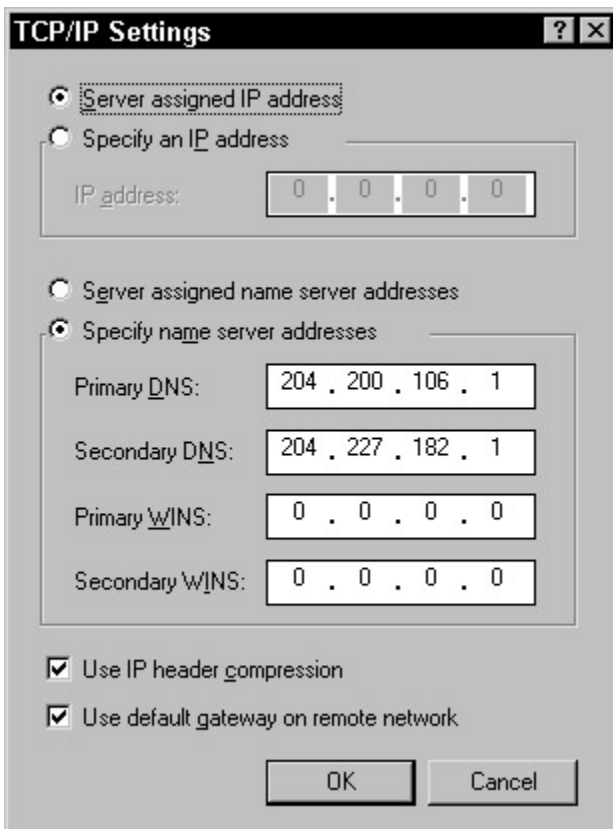 TCP/IP Settings
Server assigned IP address
Specify an IP address
IP address: 0 . 0 . 0 . 0
Server assigned name server addresses
Specify name server addresses
Primary DNS: 204 . 200 . 106 . 1
Secondary DNS: 204 . 227 . 182 . 1
Primary WINS: 0 . 0 . 0 . 0
Secondary WINS: 0 . 0 . 0 . 0
Use IP header compression
Use default gateway on remote network
OK Cancel